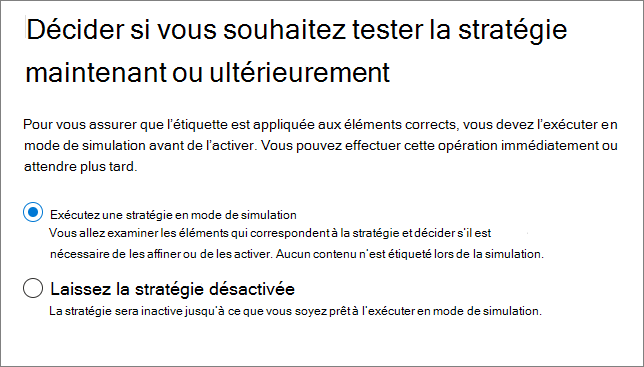 Décider si vous souhaitez tester la stratégie
maintenant ou ultérieurement
Pour vous assurer que l'étiquette est appliquée aux éléments corrects, vous devez l'exécuter en
mode de simulation avant de l'activer. Vous pouvez effectuer cette opération immédiatement ou
attendre plus tard.
Exécutez une stratégie en mode de simulation
Vous allez examiner les éléments qui correspondent à la stratégie et décider s'il est
nécessaire de les affiner ou de les activer. Aucun contenu n'est étiqueté lors de la simulation.
Laissez la stratégie désactivée
La stratégie sera inactive jusqu'à ce que vous soyez prêt à l'exécuter en mode de simulation.